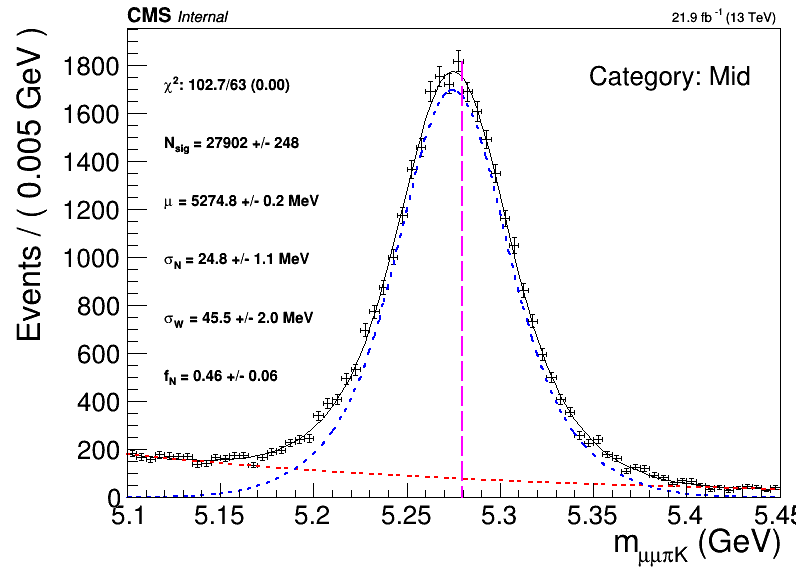 CMS Internal
21.9 fb⁻¹ (13 TeV)
Events / ( 0.005 GeV )
1800
1600
1400
1200
1000
800
600
400
200
0
χ²: 102.7/63 (0.00)
N_sig = 27902 +/- 248
μ = 5274.8 +/- 0.2 MeV
σ_N = 24.8 +/- 1.1 MeV
σ_W = 45.5 +/- 2.0 MeV
f_N = 0.46 +/- 0.06
Category: Mid
5.1 5.15 5.2 5.25 5.3 5.35 5.4 5.45
m_μμπK (GeV)